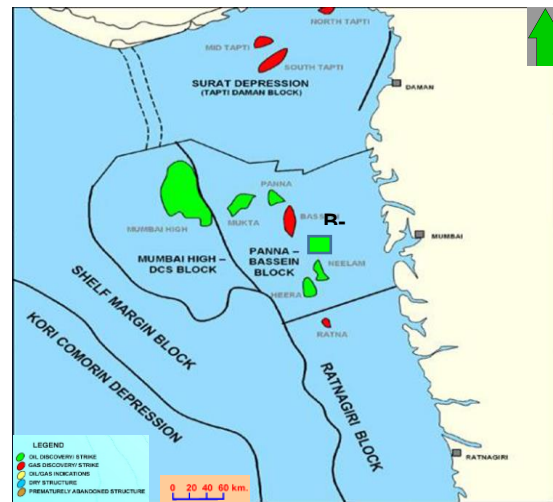 NORTH TAPTI
MID TAPTI
SOUTH TAPTI
SURAT DEPRESSION
(TAPTI DAMAN BLOCK)
DAMAN
PANNA
MUKTA
R-
MUMBAI HIGH
MUMBAI
MUMBAI HIGH –
DCS BLOCK
PANNA –
BASSEIN
BLOCK
NEELAM
HEERA
SHELF MARGIN BLOCK
RATNA
KORI COMORIN DEPRESSION
RATNAGIRI BLOCK
RATNAGIRI
LEGEND
OIL DISCOVERY/ STRIKE
GAS DISCOVERY/ STRIKE
OIL/GAS INDICATIONS
DRY STRUCTURE
PREMATURELY ABANDONED STRUCTURE
0 20 40 60 km.